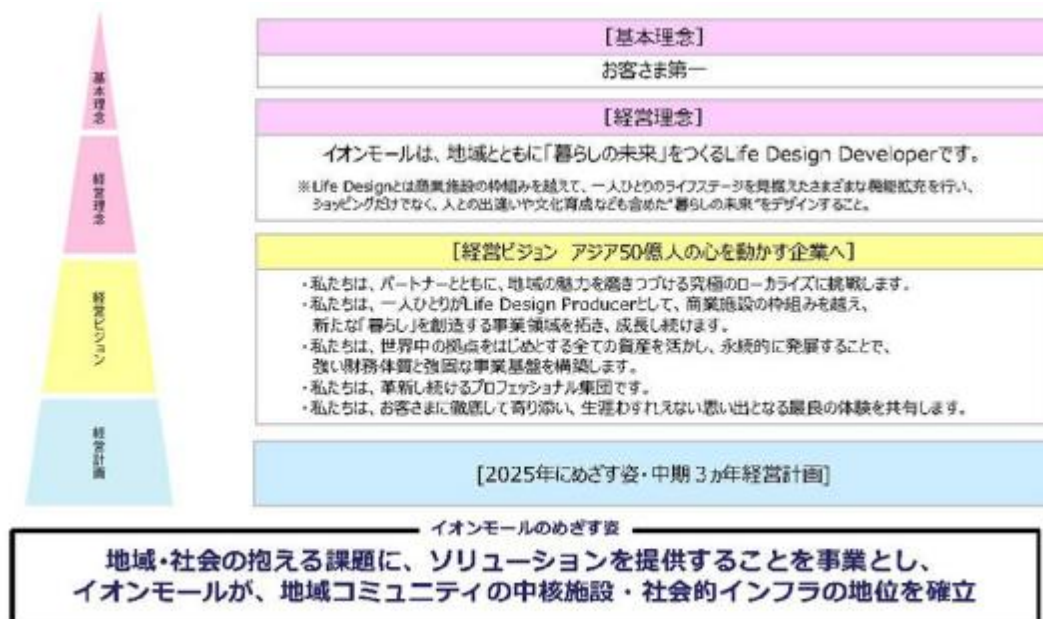 基本理念
経営理念
経営ビジョン
経営計画
[基本理念]
お客さま第一
[経営理念]
イオンモールは、地域とともに「暮らしの未来」をつくるLife Design Developerです。
※Life Designとは商業施設の枠組みを越えて、一人ひとりのライフステージを見据えたさまざまな機能拡充を行い、
ショッピングだけでなく、人との出逢いや文化育成なども含めた“暮らしの未来”をデザインすること。
[経営ビジョン アジア50億人の心を動かす企業へ]
・私たちは、パートナーとともに、地域の魅力を磨きつづける究極のローカライズに挑戦します。
・私たちは、一人ひとりがLife Design Producerとして、商業施設の枠組みを越え、
新たな「暮らし」を創造する事業領域を拓き、成長し続けます。
・私たちは、世界中の拠点をはじめとする全ての資産を活かし、永続的に発展することで、
強い財務体質と強固な事業基盤を構築します。
・私たちは、革新し続けるプロフェッショナル集団です。
・私たちは、お客さまに徹底して寄り添い、生涯わすれえない思い出となる最良の体験を共有します。
[2025年にめざす姿・中期３ヵ年経営計画]
イオンモールのめざす姿
地域・社会の抱える課題に、ソリューションを提供することを事業とし、
イオンモールが、地域コミュニティの中核施設・社会的インフラの地位を確立